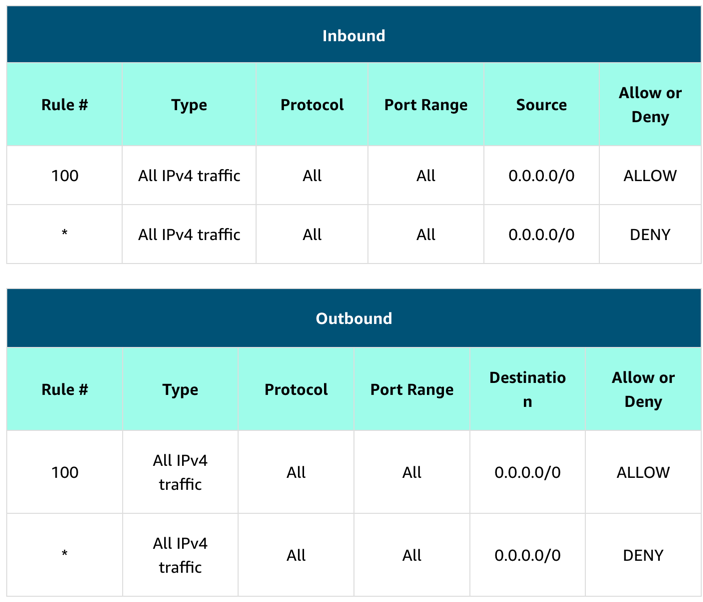 Inbound
Rule # Type Protocol Port Range Source Allow or
Deny
100 All IPv4 traffic All All 0.0.0.0/0 ALLOW
* All IPv4 traffic All All 0.0.0.0/0 DENY
Outbound
Rule # Type Protocol Port Range Destinatio
n Allow or
Deny
100 All IPv4
traffic All All 0.0.0.0/0 ALLOW
* All IPv4
traffic All All 0.0.0.0/0 DENY